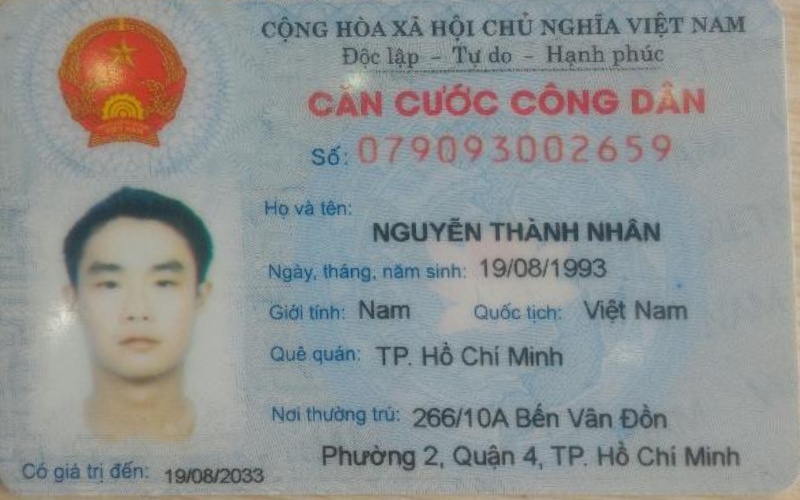 CỘNG HÒA XÃ HỘI CHỦ NGHĨA VIỆT NAM
Độc lập – Tự do – Hạnh phúc
CĂN CƯỚC CÔNG DÂN
Số: 079093002659
Họ và tên:
NGUYỄN THÀNH NHÂN
Ngày, tháng, năm sinh: 19/08/1993
Giới tính: Nam Quốc tịch: Việt Nam
Quê quán: TP. Hồ Chí Minh
Nơi thường trú: 266/10A Bến Vân Đồn
Phường 2, Quận 4, TP. Hồ Chí Minh
Có giá trị đến: 19/08/2033